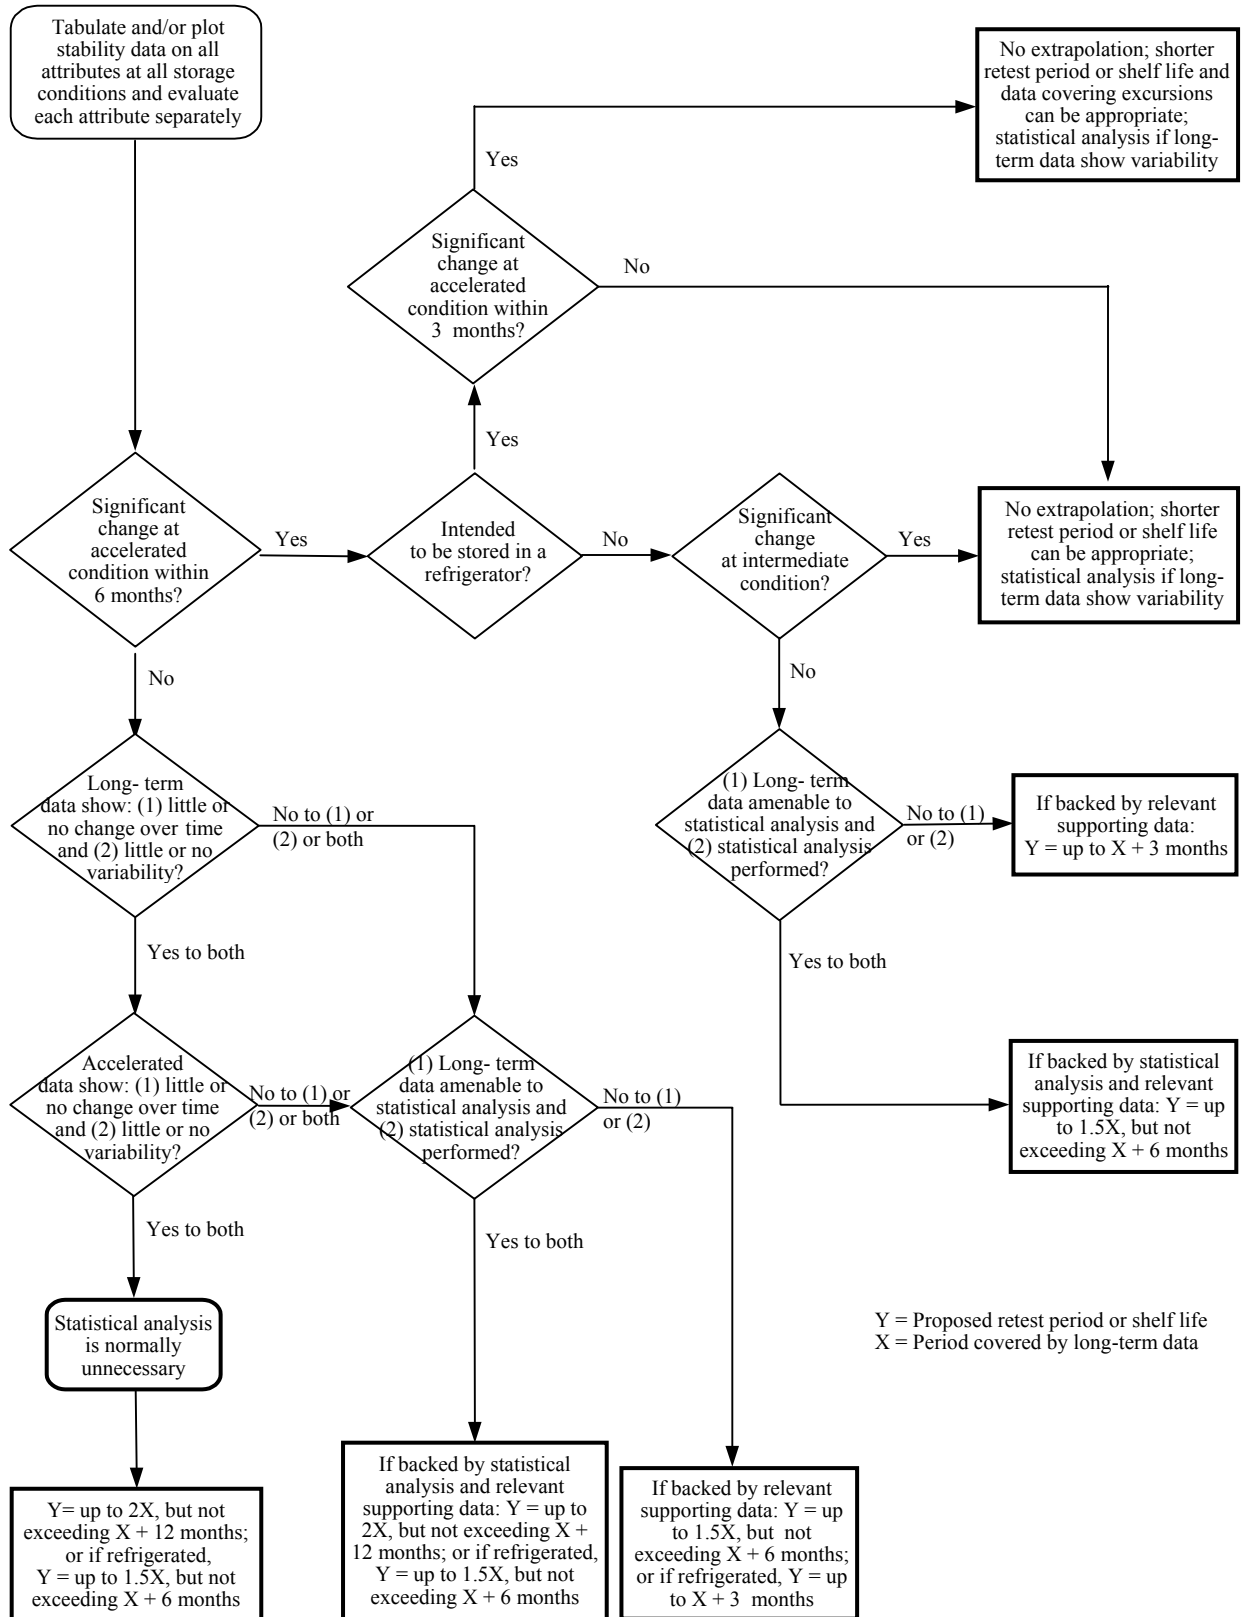 Tabulate and/or plot
stability data on all
attributes at all storage
conditions and evaluate
each attribute separately
No extrapolation; shorter
retest period or shelf life and
data covering excursions
can be appropriate;
statistical analysis if long-
term data show variability
Yes
Significant
change at
accelerated
condition within
3 months?
No
Yes
Significant
change at
accelerated
condition within
6 months?
Yes
Intended
to be stored in a
refrigerator?
No
Significant
change
at intermediate
condition?
Yes
No extrapolation; shorter
retest period or shelf life
can be appropriate;
statistical analysis if long-
term data show variability
No
No
Long- term
data show: (1) little or
no change over time
and (2) little or no
variability?
No to (1) or
(2) or both
(1) Long- term
data amenable to
statistical analysis and
(2) statistical analysis
performed?
No to (1)
or (2)
If backed by relevant
supporting data:
Y = up to X + 3 months
Yes to both
Yes to both
Accelerated
data show: (1) little or
no change over time
and (2) little or no
variability?
No to (1) or
(2) or both
(1) Long- term
data amenable to
statistical analysis and
(2) statistical analysis
performed?
No to (1)
or (2)
If backed by statistical
analysis and relevant
supporting data: Y = up
to 1.5X, but not
exceeding X + 6 months
Yes to both
Yes to both
Statistical analysis
is normally
unnecessary
Y = Proposed retest period or shelf life
X = Period covered by long-term data
Y= up to 2X, but not
exceeding X + 12 months;
or if refrigerated,
Y = up to 1.5X, but not
exceeding X + 6 months
If backed by statistical
analysis and relevant
supporting data: Y = up to
2X, but not exceeding X +
12 months; or if refrigerated,
Y = up to 1.5X, but not
exceeding X + 6 months
If backed by relevant
supporting data: Y = up
to 1.5X, but not
exceeding X + 6 months;
or if refrigerated, Y = up
to X + 3 months